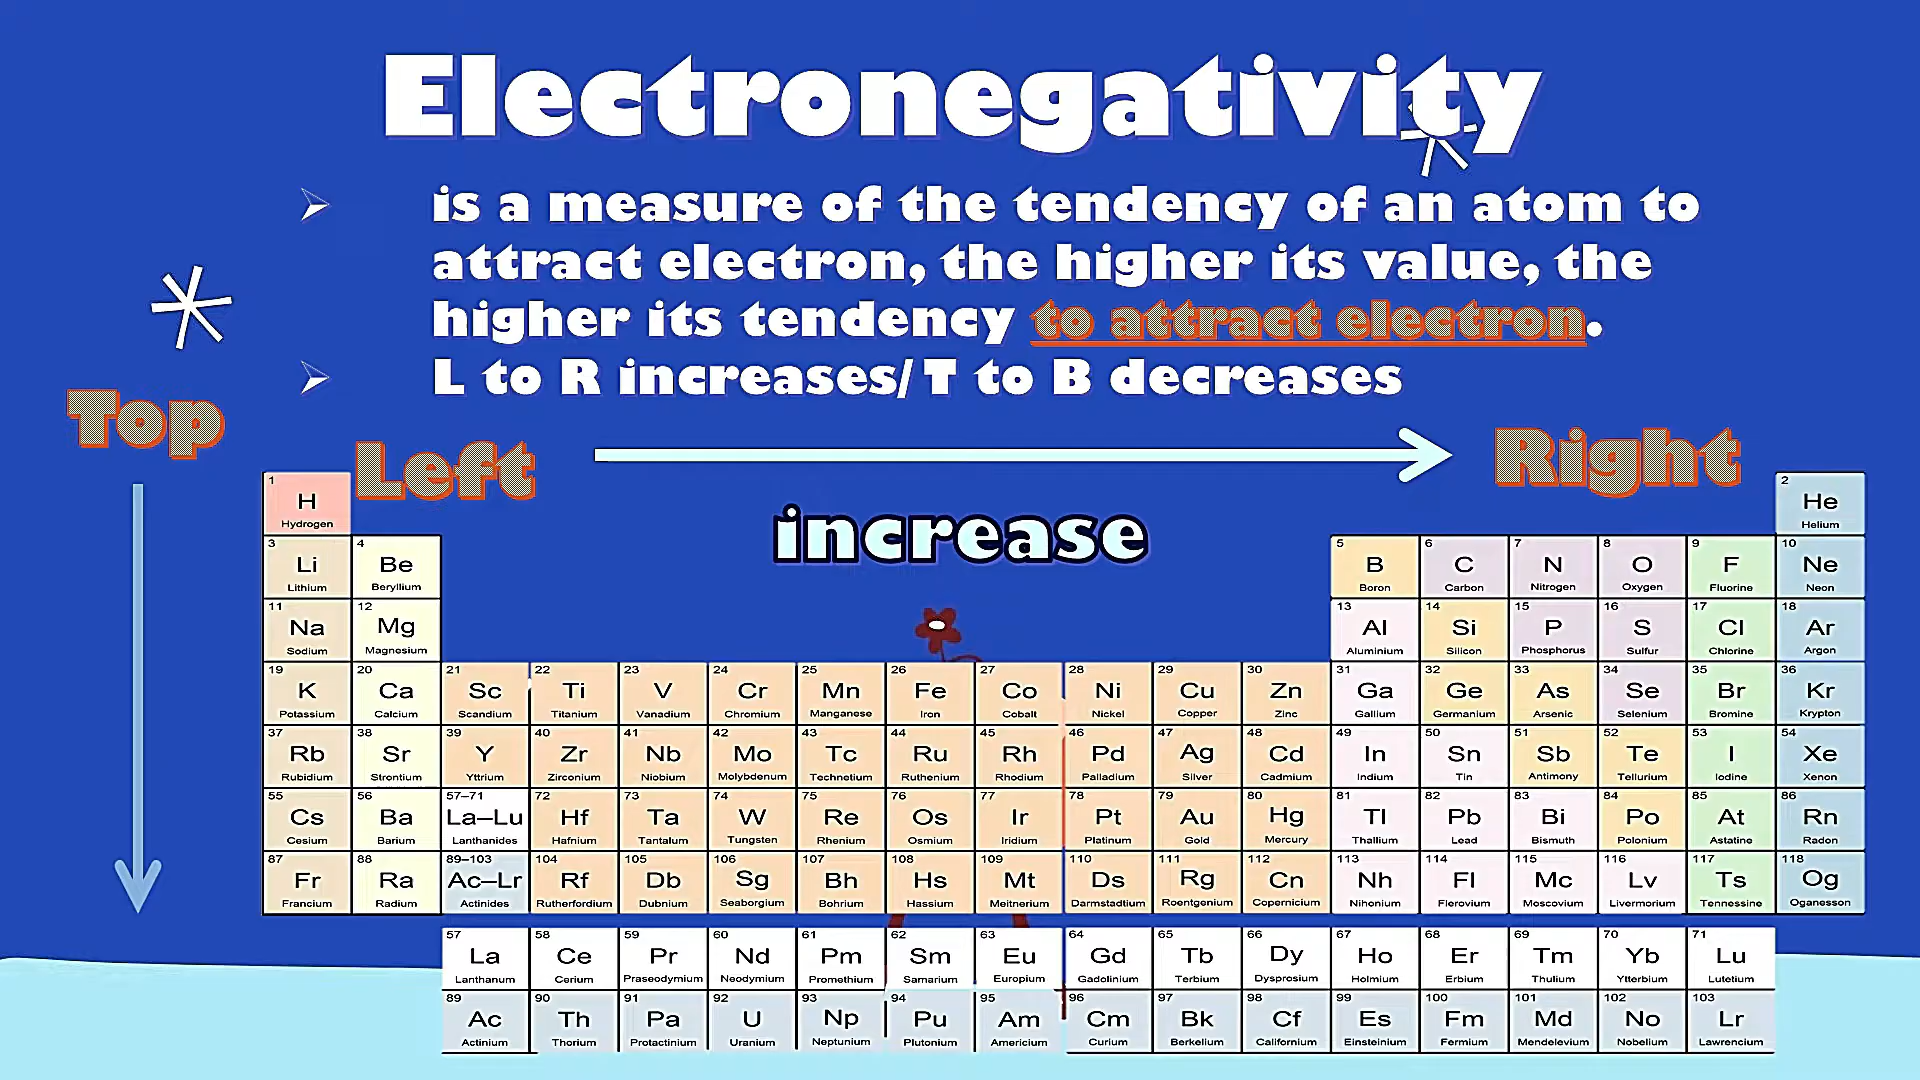 Electronegativity
is a measure of the tendency of an atom to
attract electron, the higher its value, the
higher its tendency to attract electron.
L to R increases/ T to B decreases
Top
Left
Right
increase
1 2
H He
Hydrogen Helium
3 4 5 6 7 8 9 10
Li Be B C N O F Ne
Lithium Beryllium Boron Carbon Nitrogen Oxygen Fluorine Neon
11 12 13 14 15 16 17 18
Na Mg Al Si P S Cl Ar
Sodium Magnesium Aluminium Silicon Phosphorus Sulfur Chlorine Argon
19 20 21 22 23 24 25 26 27 28 29 30 31 32 33 34 35 36
K Ca Sc Ti V Cr Mn Fe Co Ni Cu Zn Ga Ge As Se Br Kr
Potassium Calcium Scandium Titanium Vanadium Chromium Manganese Iron Cobalt Nickel Copper Zinc Gallium Germanium Arsenic Selenium Bromine Krypton
37 38 39 40 41 42 43 44 45 46 47 48 49 50 51 52 53 54
Rb Sr Y Zr Nb Mo Tc Ru Rh Pd Ag Cd In Sn Sb Te I Xe
Rubidium Strontium Yttrium Zirconium Niobium Molybdenum Technetium Ruthenium Rhodium Palladium Silver Cadmium Indium Tin Antimony Tellurium Iodine Xenon
55 56 57–71 72 73 74 75 76 77 78 79 80 81 82 83 84 85 86
Cs Ba La–Lu Hf Ta W Re Os Ir Pt Au Hg Tl Pb Bi Po At Rn
Cesium Barium Lanthanides Hafnium Tantalum Tungsten Rhenium Osmium Iridium Platinum Gold Mercury Thallium Lead Bismuth Polonium Astatine Radon
87 88 89–103 104 105 106 107 108 109 110 111 112 113 114 115 116 117 118
Fr Ra Ac–Lr Rf Db Sg Bh Hs Mt Ds Rg Cn Nh Fl Mc Lv Ts Og
Francium Radium Actinides Rutherfordium Dubnium Seaborgium Bohrium Hassium Meitnerium Darmstadtium Roentgenium Copernicium Nihonium Flerovium Moscovium Livermorium Tennessine Oganesson
57 58 59 60 61 62 63 64 65 66 67 68 69 70 71
La Ce Pr Nd Pm Sm Eu Gd Tb Dy Ho Er Tm Yb Lu
Lanthanum Cerium Praseodymium Neodymium Promethium Samarium Europium Gadolinium Terbium Dysprosium Holmium Erbium Thulium Ytterbium Lutetium
89 90 91 92 93 94 95 96 97 98 99 100 101 102 103
Ac Th Pa U Np Pu Am Cm Bk Cf Es Fm Md No Lr
Actinium Thorium Protactinium Uranium Neptunium Plutonium Americium Curium Berkelium Californium Einsteinium Fermium Mendelevium Nobelium Lawrencium